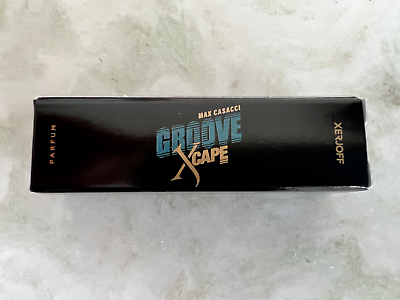 PARFUM
MAX CASACCI
GROOVE
XCAPE
XERJOFF